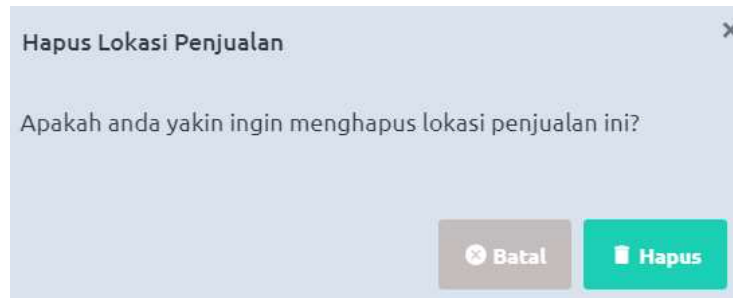 Hapus Lokasi Penjualan
Apakah anda yakin ingin menghapus lokasi penjualan ini?
Batal
Hapus